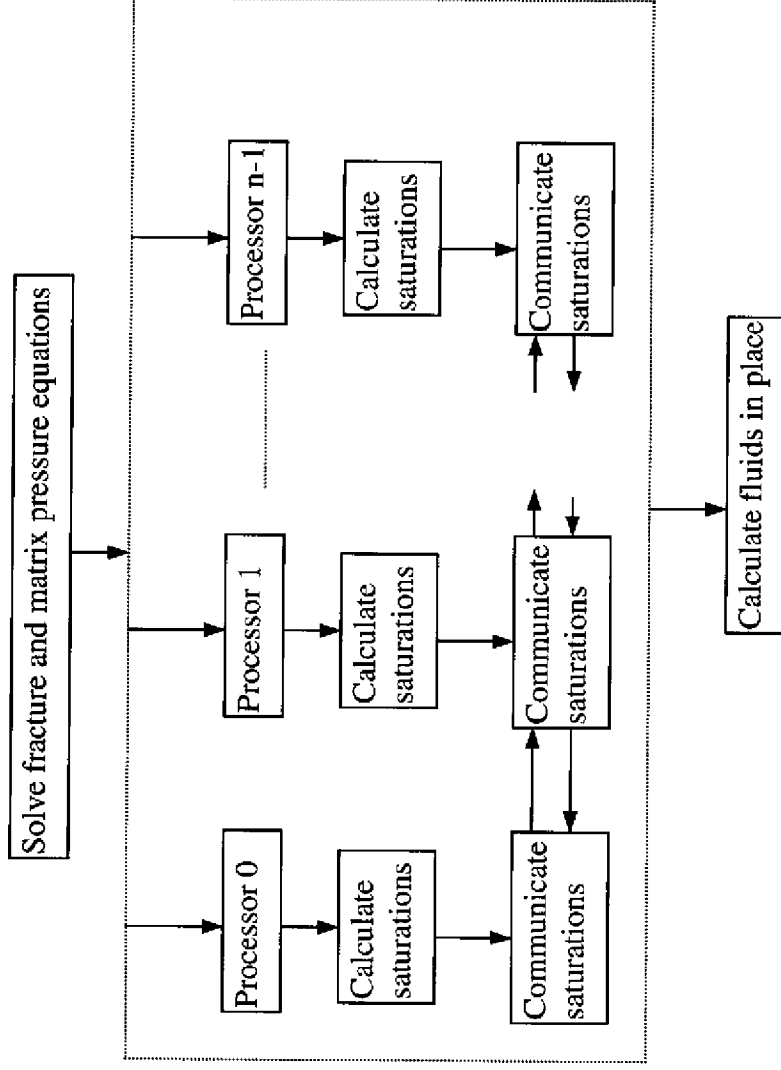 Solve fracture and matrix pressure equations
Processor 0
Processor 1
Processor n-1
Calculate
saturations
Calculate
saturations
Calculate
saturations
Communicate
saturations
Communicate
saturations
Communicate
saturations
Calculate fluids in place